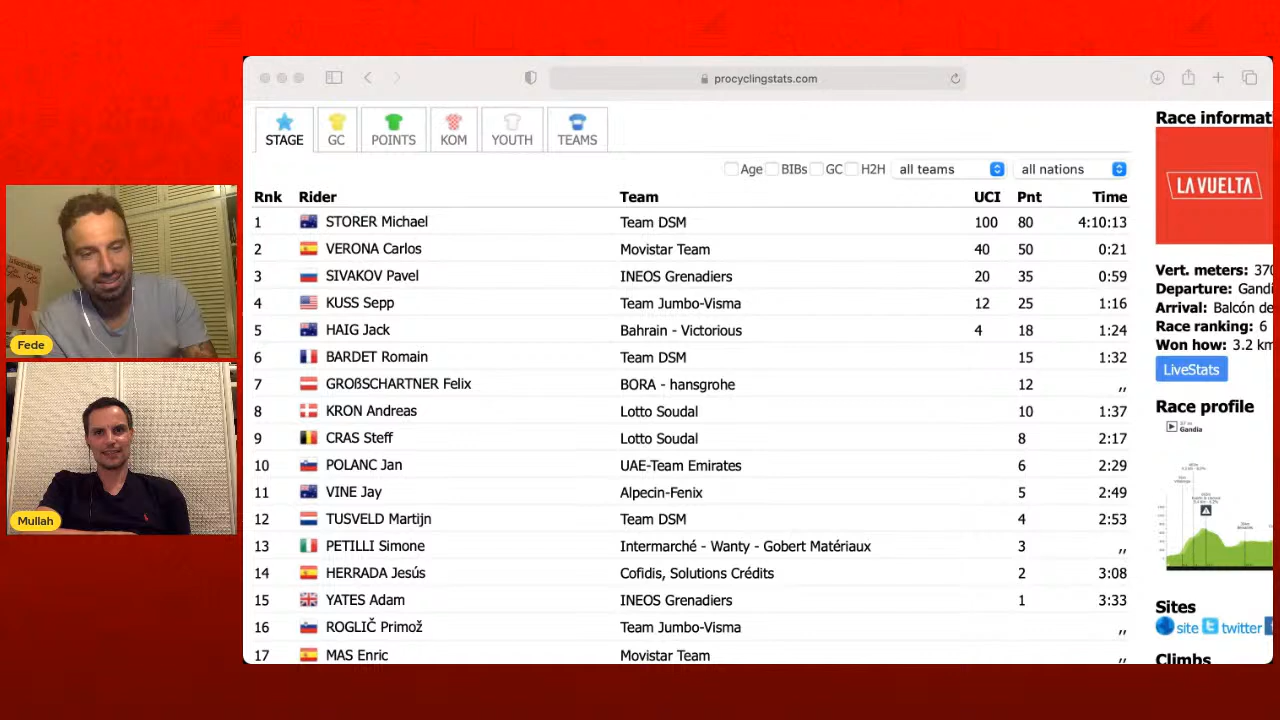 procyclingstats.com
STAGE GC POINTS KOM YOUTH TEAMS
Age BIBs GC H2H all teams all nations
Rnk Rider Team UCI Pnt Time
1 STORER Michael Team DSM 100 80 4:10:13
2 VERONA Carlos Movistar Team 40 50 0:21
3 SIVAKOV Pavel INEOS Grenadiers 20 35 0:59
4 KUSS Sepp Team Jumbo-Visma 12 25 1:16
5 HAIG Jack Bahrain - Victorious 4 18 1:24
6 BARDET Romain Team DSM 15 1:32
7 GROßSCHARTNER Felix BORA - hansgrohe 12 ,,
8 KRON Andreas Lotto Soudal 10 1:37
9 CRAS Steff Lotto Soudal 8 2:17
10 POLANC Jan UAE-Team Emirates 6 2:29
11 VINE Jay Alpecin-Fenix 5 2:49
12 TUSVELD Martijn Team DSM 4 2:53
13 PETILLI Simone Intermarché - Wanty - Gobert Matériaux 3 ,,
14 HERRADA Jesús Cofidis, Solutions Crédits 2 3:08
15 YATES Adam INEOS Grenadiers 1 3:33
16 ROGLIČ Primož Team Jumbo-Visma ,,
17 MAS Enric Movistar Team ,,
Race informat
LA VUELTA
Vert. meters: 370
Departure: Gandi
Arrival: Balcón de
Race ranking: 6
Won how: 3.2 km
LiveStats
Race profile
Gandia
Sites
site twitter
Climbs
Fede
Mullah